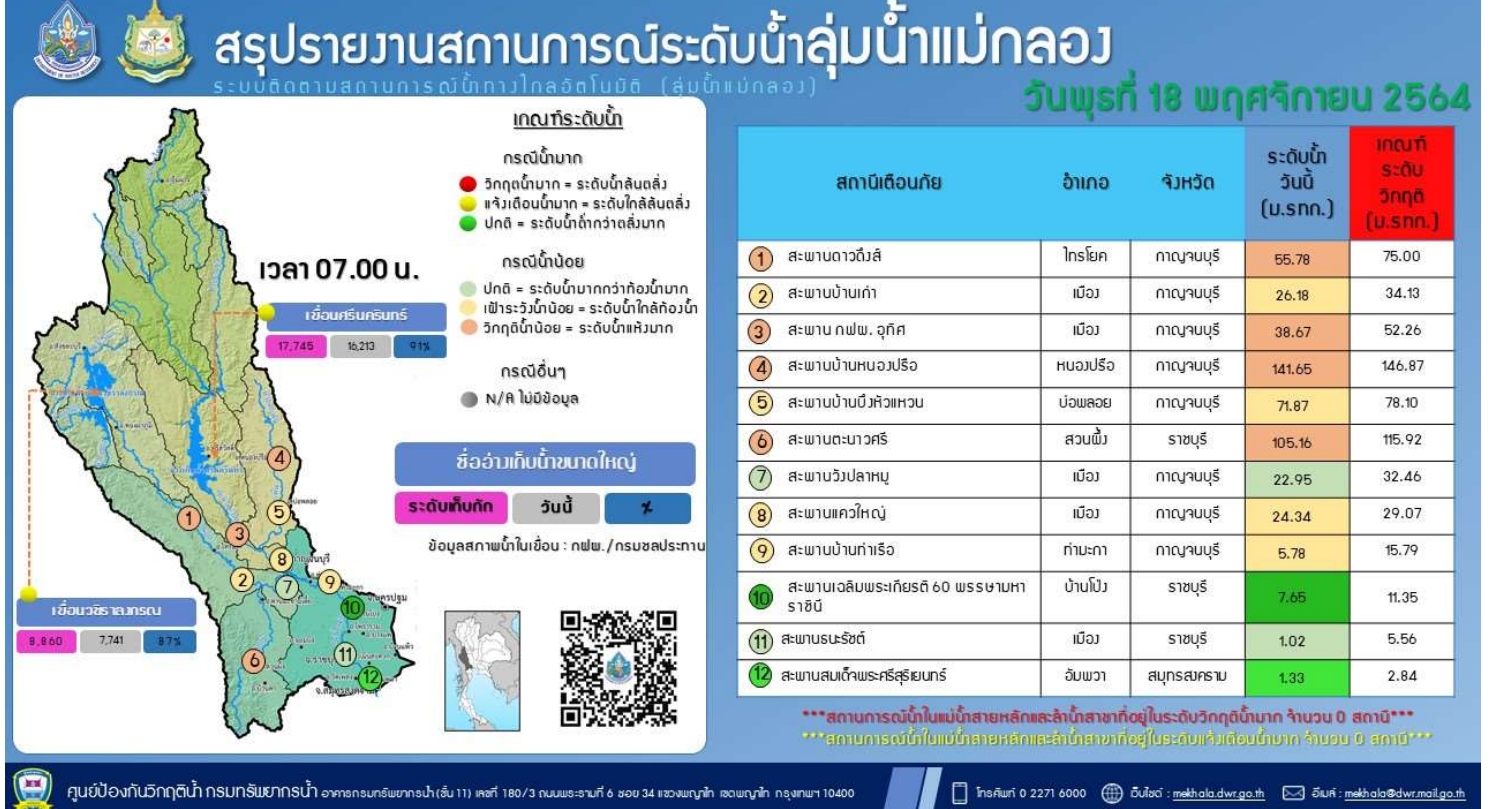 สรุปรายงานสถานการณ์ระดับน้ำลุ่มน้ำแม่กลอง
ระบบติดตามสถานการณ์น้ำทางไกลอัตโนมัติ (ลุ่มน้ำแม่กลอง)
วันพุธที่ 18 พฤศจิกายน 2564
เกณฑ์ระดับน้ำ
กรณีน้ำมาก
วิกฤตน้ำมาก = ระดับน้ำล้นตลิ่ง
แจ้งเตือนน้ำมาก = ระดับใกล้ล้นตลิ่ง
ปกติ = ระดับน้ำต่ำกว่าตลิ่งมาก
กรณีน้ำน้อย
ปกติ = ระดับน้ำมากกว่าท้องน้ำมาก
เฝ้าระวังน้ำน้อย = ระดับน้ำใกล้ท้องน้ำ
วิกฤติน้ำน้อย = ระดับน้ำแห้งมาก
กรณีอื่นๆ
N/A ไม่มีข้อมูล
เวลา 07.00 น.
เขื่อนศรีนครินทร์
17,745 16,213 91%
เขื่อนวชิราลงกรณ
8,860 7,741 87%
ชื่ออ่างเก็บน้ำขนาดใหญ่
ระดับเก็บกัก วันนี้ %
ข้อมูลสภาพน้ำในเขื่อน : กฟผ./กรมชลประทาน
4
5
1
3
8
2
7
9
10
6
11
12
สถานีเตือนภัย อำเภอ จังหวัด ระดับน้ำวันนี้ (ม.รทก.) เกณฑ์ระดับวิกฤติ (ม.รทก.)
1 สะพานดาวดึงส์ ไทรโยค กาญจนบุรี 55.78 75.00
2 สะพานบ้านเก่า เมือง กาญจนบุรี 26.18 34.13
3 สะพาน กฟผ. อุทิศ เมือง กาญจนบุรี 38.67 52.26
4 สะพานบ้านหนองปรือ หนองปรือ กาญจนบุรี 141.65 146.87
5 สะพานบ้านบึงหัวแหวน บ่อพลอย กาญจนบุรี 71.87 78.10
6 สะพานตะนาวศรี สวนผึ้ง ราชบุรี 105.16 115.92
7 สะพานวังปลาหมู เมือง กาญจนบุรี 22.95 32.46
8 สะพานแควใหญ่ เมือง กาญจนบุรี 24.34 29.07
9 สะพานบ้านท่าเรือ ท่ามะกา กาญจนบุรี 5.78 15.79
10 สะพานเฉลิมพระเกียรติ 60 พรรษามหาราชินี บ้านโป่ง ราชบุรี 7.65 11.35
11 สะพานธนะรัชต์ เมือง ราชบุรี 1.02 5.56
12 สะพานสมเด็จพระศรีสุริเยนทร์ อัมพวา สมุทรสงคราม 1.33 2.84
***สถานการณ์น้ำในแม่น้ำสายหลักและลำน้ำสาขาที่อยู่ในระดับวิกฤติน้ำมาก จำนวน 0 สถานี***
***สถานการณ์น้ำในแม่น้ำสายหลักและลำน้ำสาขาที่อยู่ในระดับแจ้งเตือนน้ำมาก จำนวน 0 สถานี***
ศูนย์ป้องกันวิกฤติน้ำ กรมทรัพยากรน้ำ อาคารกรมทรัพยากรน้ำ (ชั้น 11) เลขที่ 180/3 ถนนพระรามที่ 6 ซอย 34 แขวงพญาไท เขตพญาไท กรุงเทพฯ 10400
โทรศัพท์ 0 2271 6000 เว็บไซต์ : mekhala.dwr.go.th อีเมล์ : mekhala@dwr.mail.go.th